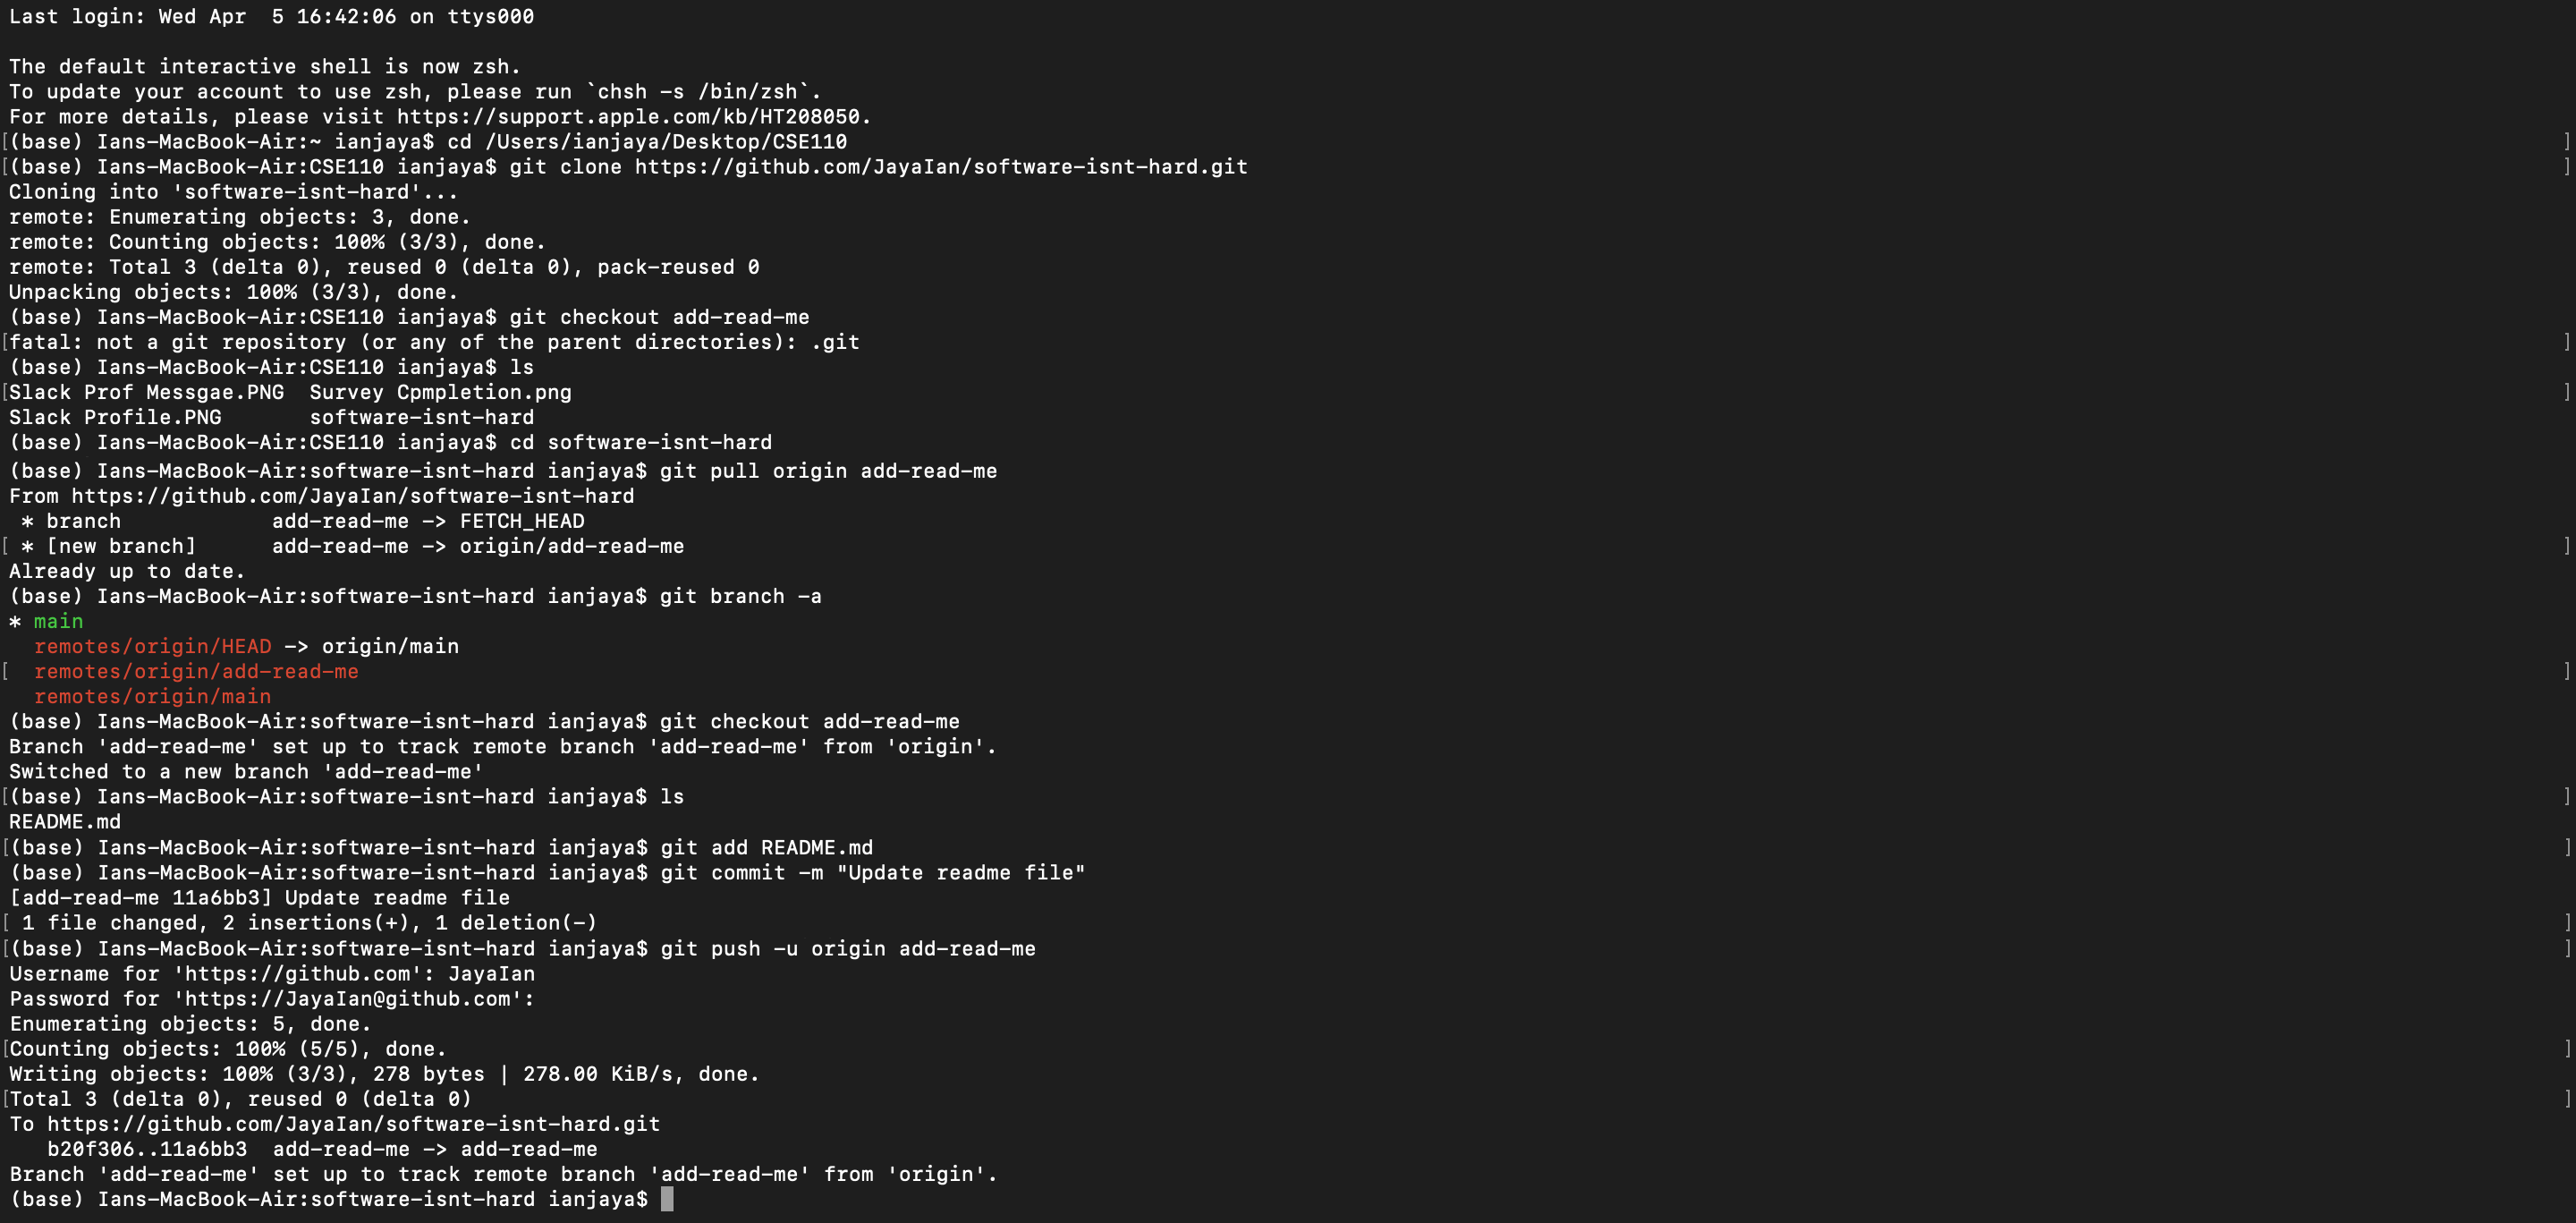 Last login: Wed Apr  5 16:42:06 on ttys000
The default interactive shell is now zsh.
To update your account to use zsh, please run `chsh -s /bin/zsh`.
For more details, please visit https://support.apple.com/kb/HT208050.
[(base) Ians-MacBook-Air:~ ianjaya$ cd /Users/ianjaya/Desktop/CSE110 ]
[(base) Ians-MacBook-Air:CSE110 ianjaya$ git clone https://github.com/JayaIan/software-isnt-hard.git ]
Cloning into 'software-isnt-hard'...
remote: Enumerating objects: 3, done.
remote: Counting objects: 100% (3/3), done.
remote: Total 3 (delta 0), reused 0 (delta 0), pack-reused 0
Unpacking objects: 100% (3/3), done.
(base) Ians-MacBook-Air:CSE110 ianjaya$ git checkout add-read-me
[fatal: not a git repository (or any of the parent directories): .git ]
(base) Ians-MacBook-Air:CSE110 ianjaya$ ls
[Slack Prof Messgae.PNG  Survey Cpmpletion.png ]
Slack Profile.PNG       software-isnt-hard
(base) Ians-MacBook-Air:CSE110 ianjaya$ cd software-isnt-hard
(base) Ians-MacBook-Air:software-isnt-hard ianjaya$ git pull origin add-read-me
From https://github.com/JayaIan/software-isnt-hard
 * branch            add-read-me -> FETCH_HEAD
[ * [new branch]      add-read-me -> origin/add-read-me ]
Already up to date.
(base) Ians-MacBook-Air:software-isnt-hard ianjaya$ git branch -a
* main
  remotes/origin/HEAD -> origin/main
[  remotes/origin/add-read-me ]
  remotes/origin/main
(base) Ians-MacBook-Air:software-isnt-hard ianjaya$ git checkout add-read-me
Branch 'add-read-me' set up to track remote branch 'add-read-me' from 'origin'.
Switched to a new branch 'add-read-me'
[(base) Ians-MacBook-Air:software-isnt-hard ianjaya$ ls ]
README.md
[(base) Ians-MacBook-Air:software-isnt-hard ianjaya$ git add README.md ]
(base) Ians-MacBook-Air:software-isnt-hard ianjaya$ git commit -m "Update readme file"
[add-read-me 11a6bb3] Update readme file
[ 1 file changed, 2 insertions(+), 1 deletion(-) ]
[(base) Ians-MacBook-Air:software-isnt-hard ianjaya$ git push -u origin add-read-me ]
Username for 'https://github.com': JayaIan
Password for 'https://JayaIan@github.com':
Enumerating objects: 5, done.
[Counting objects: 100% (5/5), done. ]
Writing objects: 100% (3/3), 278 bytes | 278.00 KiB/s, done.
[Total 3 (delta 0), reused 0 (delta 0) ]
To https://github.com/JayaIan/software-isnt-hard.git
   b20f306..11a6bb3  add-read-me -> add-read-me
Branch 'add-read-me' set up to track remote branch 'add-read-me' from 'origin'.
(base) Ians-MacBook-Air:software-isnt-hard ianjaya$